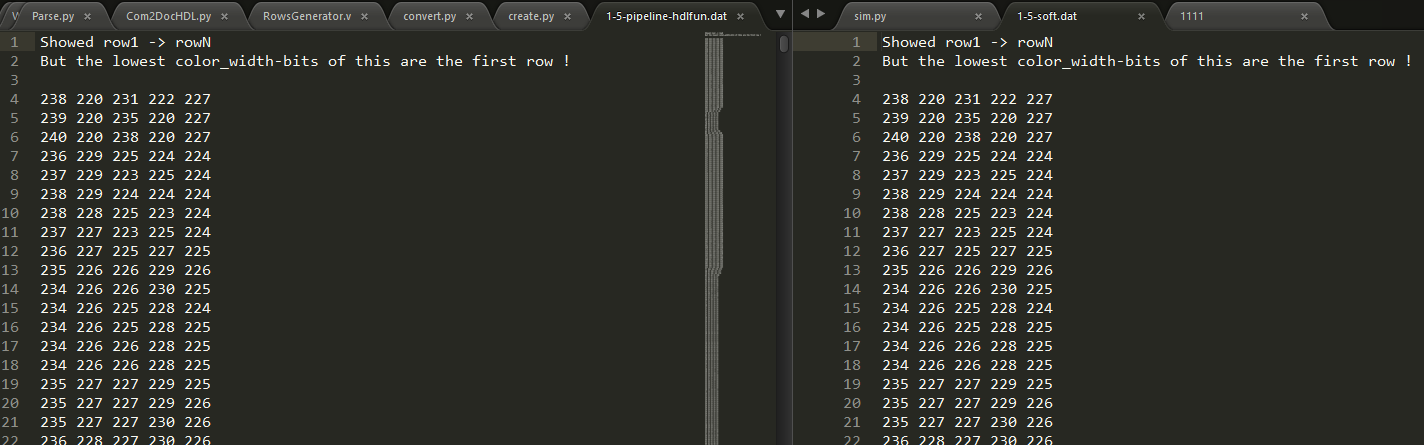 W Parse.py × Com2DocHDL.py × RowsGenerator.v × convert.py × create.py × 1-5-pipeline-hdlfun.dat ×
1 Showed row1 -> rowN
2 But the lowest color_width-bits of this are the first row !
3
4 238 220 231 222 227
5 239 220 235 220 227
6 240 220 238 220 227
7 236 229 225 224 224
8 237 229 223 225 224
9 238 229 224 224 224
10 238 228 225 223 224
11 237 227 223 225 224
12 236 227 225 227 225
13 235 226 226 229 226
14 234 226 226 230 225
15 234 226 225 228 224
16 234 226 225 228 225
17 234 226 226 228 225
18 234 226 226 228 225
19 235 227 227 229 225
20 235 227 227 229 226
21 235 227 227 230 226
22 236 228 227 230 226
sim.py × 1-5-soft.dat × 1111 ×
1 Showed row1 -> rowN
2 But the lowest color_width-bits of this are the first row !
3
4 238 220 231 222 227
5 239 220 235 220 227
6 240 220 238 220 227
7 236 229 225 224 224
8 237 229 223 225 224
9 238 229 224 224 224
10 238 228 225 223 224
11 237 227 223 225 224
12 236 227 225 227 225
13 235 226 226 229 226
14 234 226 226 230 225
15 234 226 225 228 224
16 234 226 225 228 225
17 234 226 226 228 225
18 234 226 226 228 225
19 235 227 227 229 225
20 235 227 227 229 226
21 235 227 227 230 226
22 236 228 227 230 226